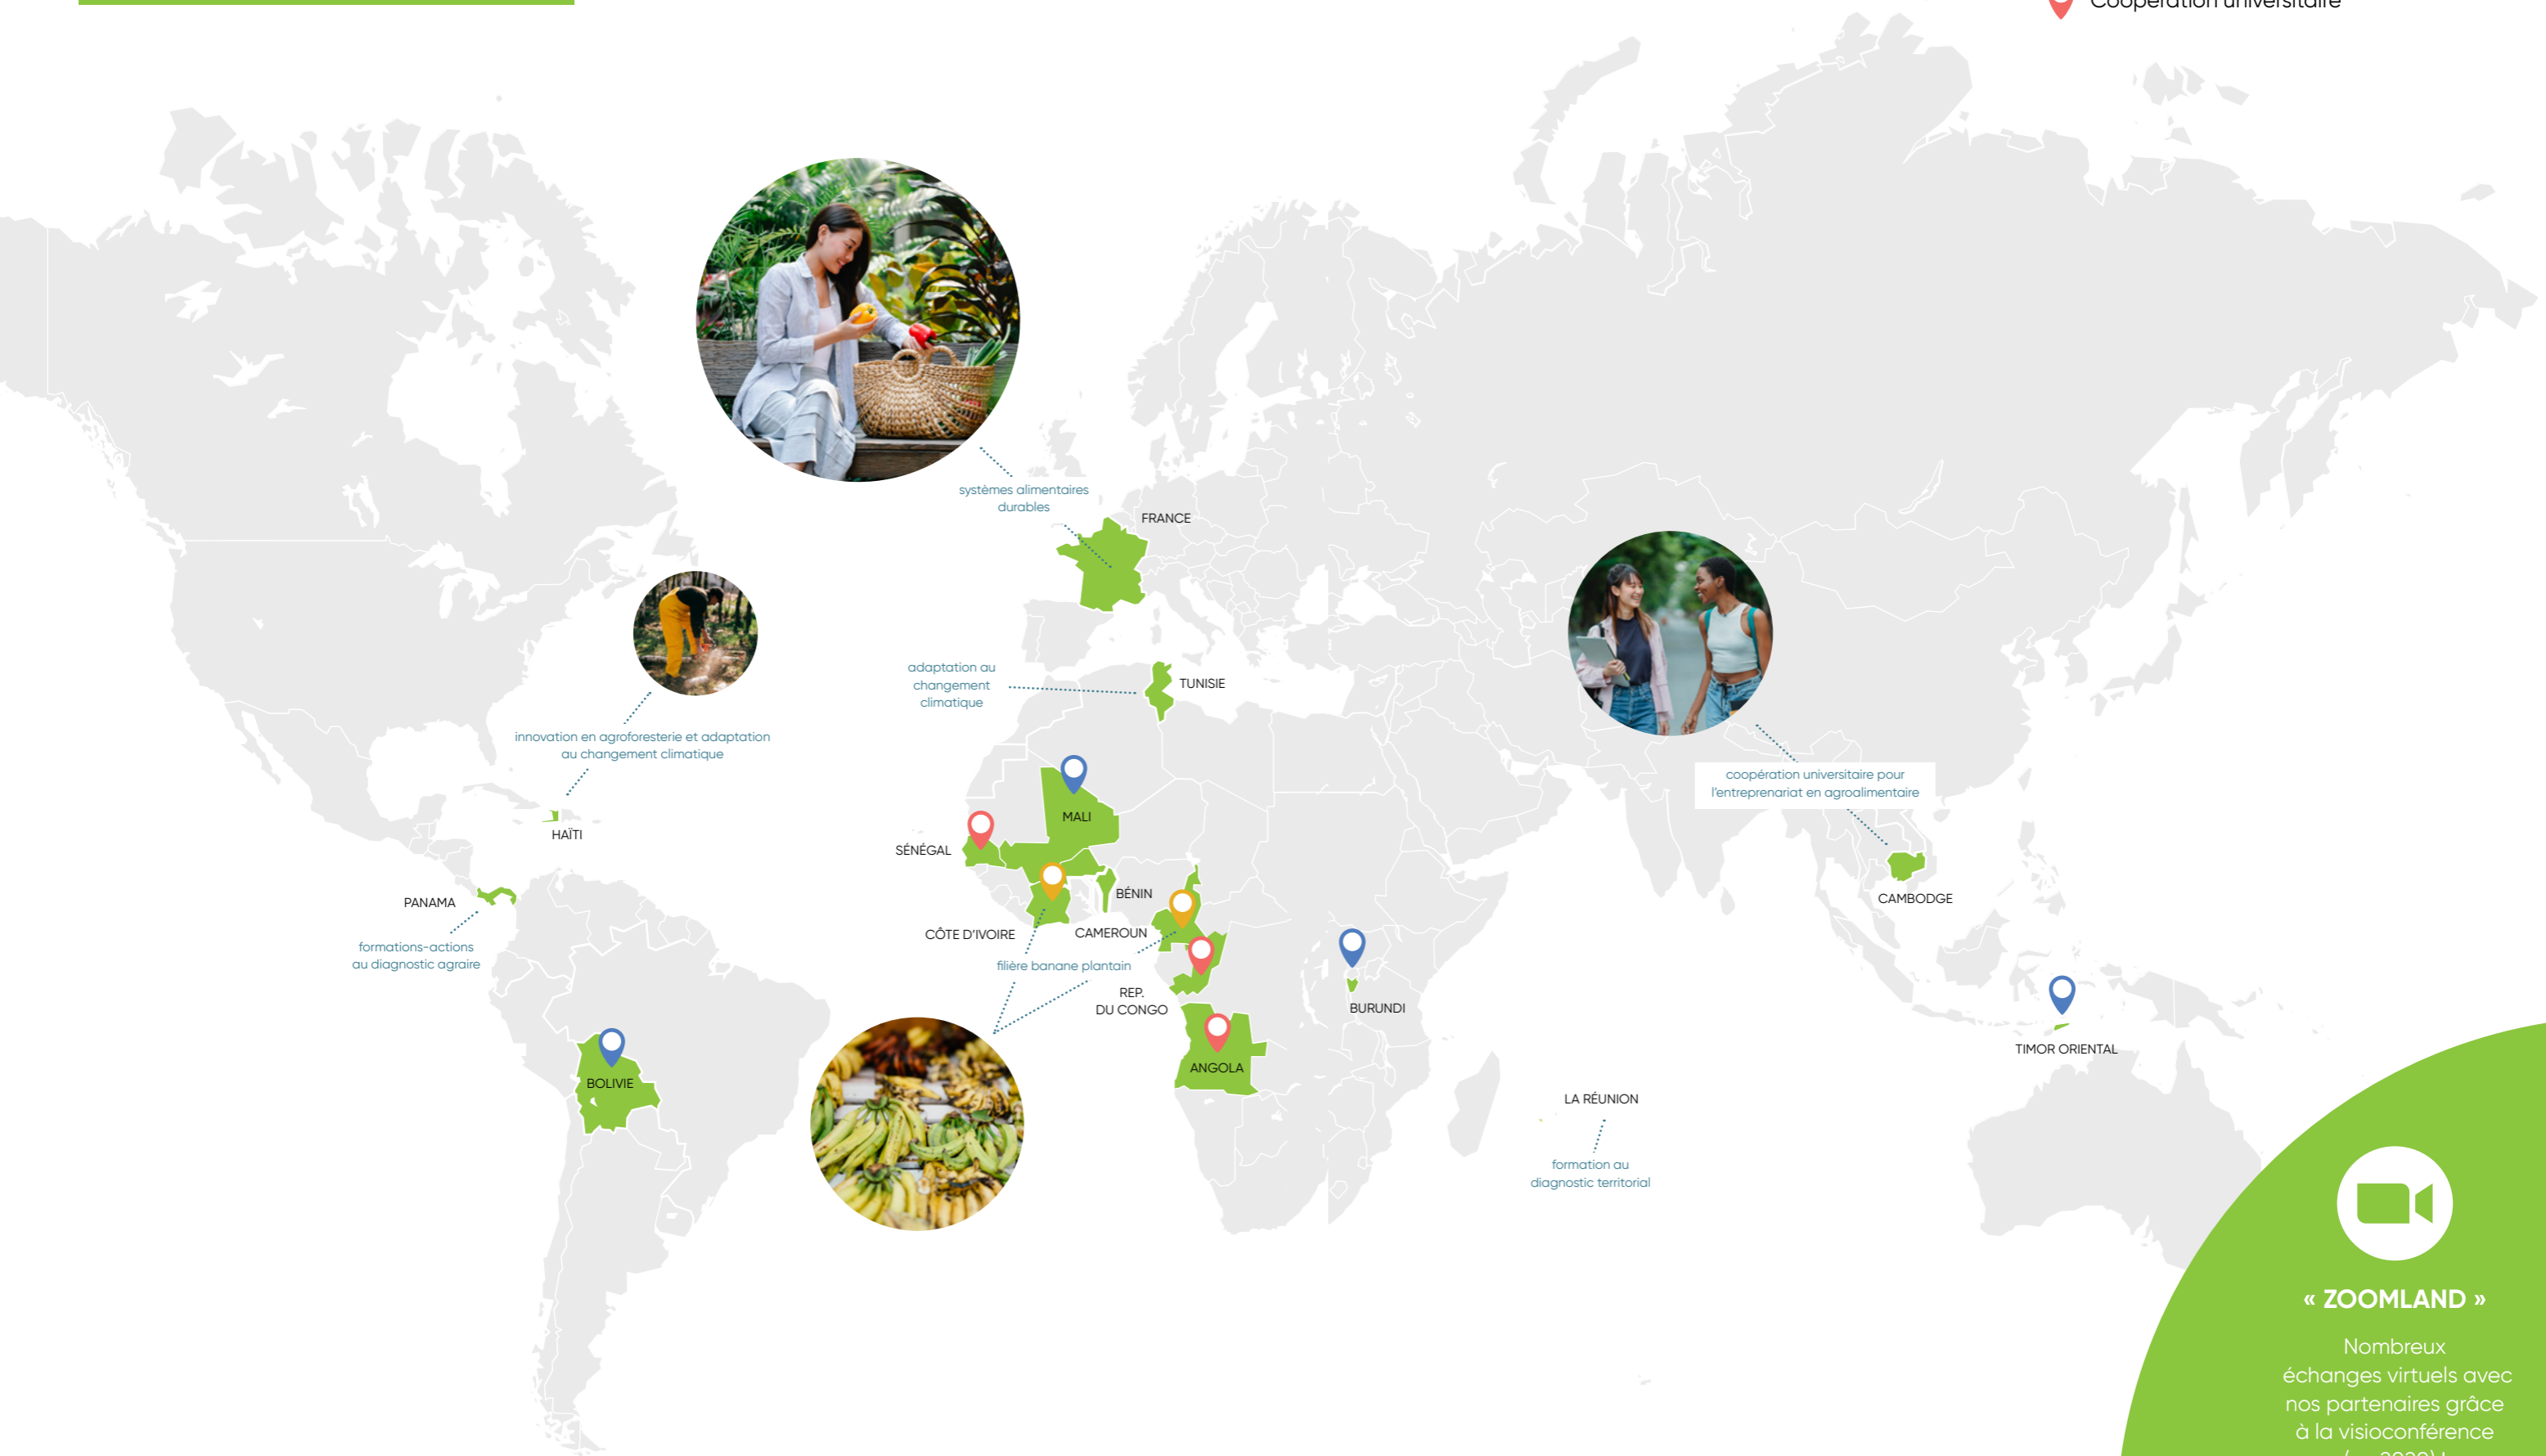 Coopération universitaire
systèmes alimentaires
durables
FRANCE
adaptation au
changement
climatique
TUNISIE
innovation en agroforesterie et adaptation
au changement climatique
HAÏTI
coopération universitaire pour
l'entreprenariat en agroalimentaire
CAMBODGE
MALI
SÉNÉGAL
BÉNIN
PANAMA
CÔTE D'IVOIRE
CAMEROUN
formations-actions
au diagnostic agraire
filière banane plantain
REP.
DU CONGO
BURUNDI
TIMOR ORIENTAL
ANGOLA
BOLIVIE
LA RÉUNION
formation au
diagnostic territorial
« ZOOMLAND »
Nombreux
échanges virtuels avec
nos partenaires grâce
à la visioconférence